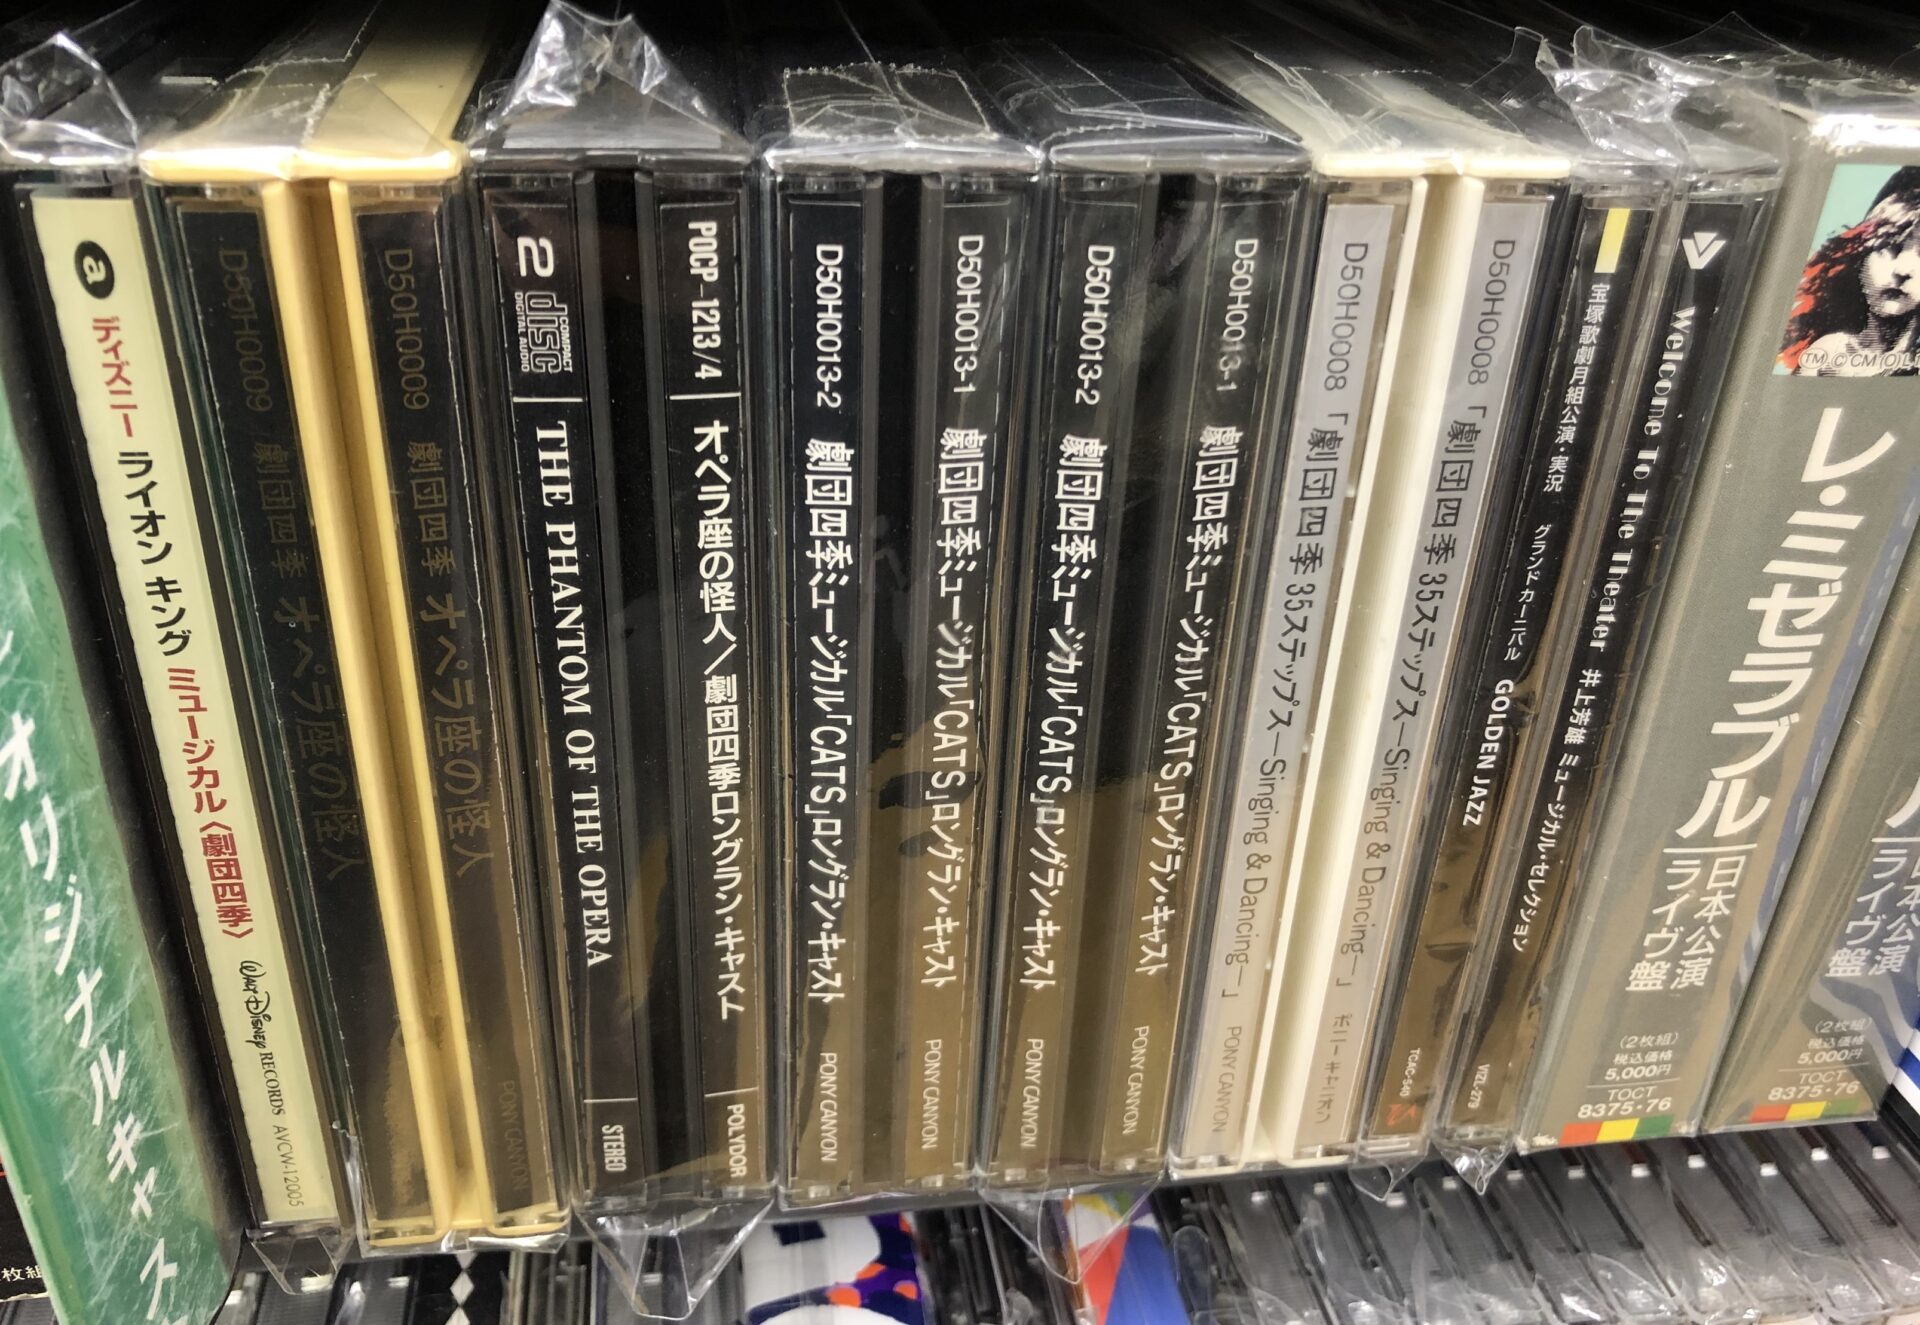 オリジナルキャス
枚組
a ディズニー ライオン キング ミュージカル〈劇団四季〉 WALT DISNEY RECORDS AVCW-12005
D50H0009 劇団四季 オペラ座の怪人
D50H0009 劇団四季 オペラ座の怪人 PONY CANYON
2 COMPACT disc DIGITAL AUDIO THE PHANTOM OF THE OPERA STEREO
POCP-1213/4 オペラ座の怪人／劇団四季ロングラン・キャスト POLYDOR
D50H0013-2 劇団四季ミュージカル「CATS」ロングラン・キャスト PONY CANYON
D50H0013-1 劇団四季ミュージカル「CATS」ロングラン・キャスト PONY CANYON
D50H0013-2 劇団四季ミュージカル「CATS」ロングラン・キャスト PONY CANYON
D50H0013-1 劇団四季ミュージカル「CATS」ロングラン・キャスト PONY CANYON
D50H0008 「劇団四季 35ステップス—Singing & Dancing—」 PONY CANYON
D50H0008 「劇団四季 35ステップス—Singing & Dancing—」 ポニーキャニオン
宝塚歌劇月組公演・実況 グランドカーニバル GOLDEN JAZZ TCAC-540
Welcome To The Theater 井上芳雄 ミュージカル・セレクション VIZL-279
TM © CM(O)L
レ・ミゼラブル
日本公演
ライヴ盤
(2枚組)
税込価格
5,000円
TOCT
8375・76
ル
日本公演
ライヴ盤
(2枚組)
税込価格
5,000円
TOCT
8375・76